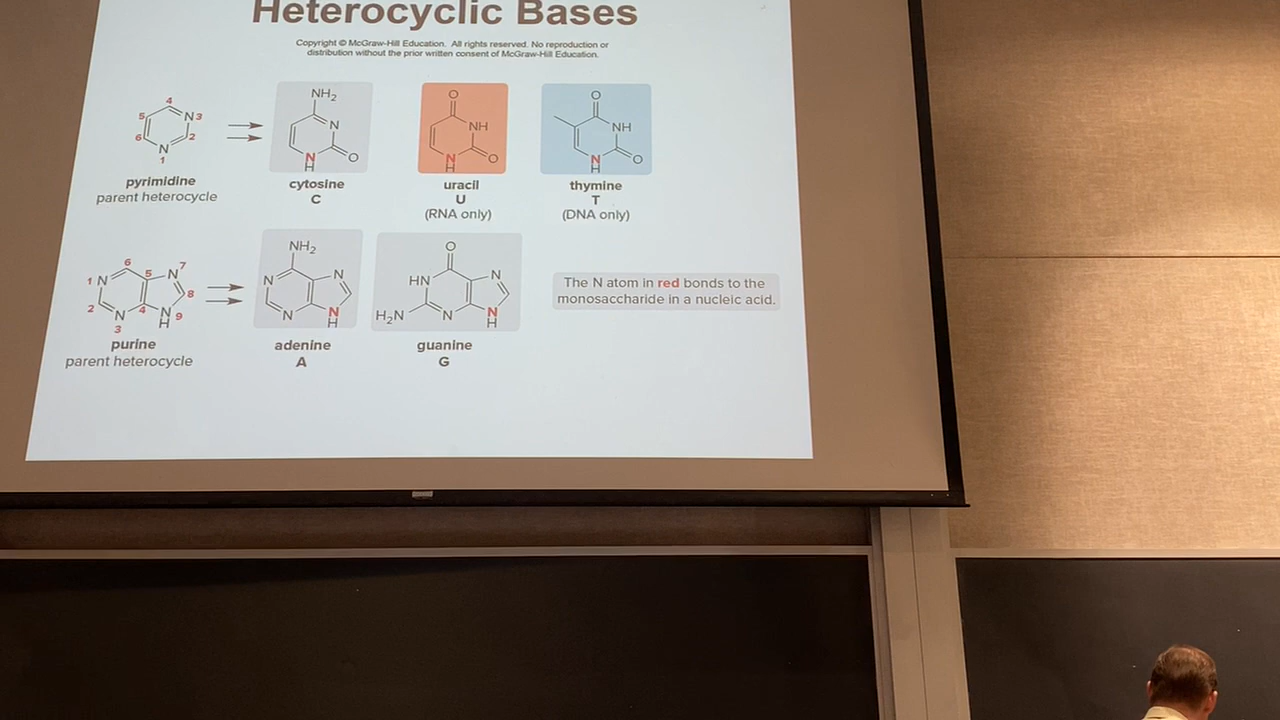 Heterocyclic Bases
Copyright © McGraw-Hill Education. All rights reserved. No reproduction or
distribution without the prior written consent of McGraw-Hill Education.
4
5
N 3
6
2
N
1
pyrimidine
parent heterocycle
NH2
N
N
H
O
cytosine
C
O
NH
N
H
O
uracil
U
(RNA only)
O
NH
N
H
O
thymine
T
(DNA only)
6
7
5
N
1 N
8
2
4
N
3
N
H
9
purine
parent heterocycle
NH2
N
N
N
N
H
adenine
A
O
HN
N
H2N
N
N
H
guanine
G
The N atom in red bonds to the
monosaccharide in a nucleic acid.